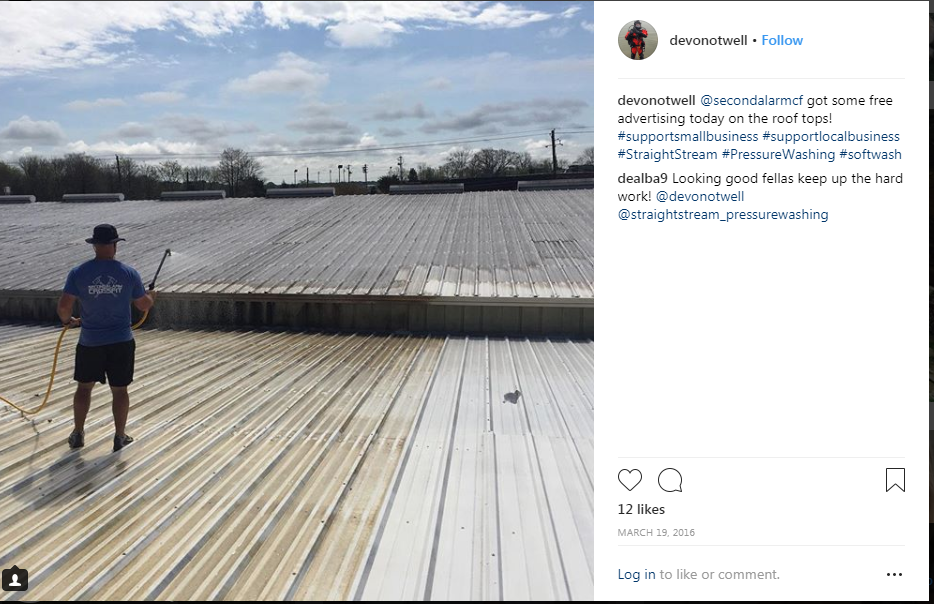 devonotwell • Follow
devonotwell @secondalarmcf got some free
advertising today on the roof tops!
#supportsmallbusiness #supportlocalbusiness
#StraightStream #PressureWashing #softwash
dealba9 Looking good fellas keep up the hard
work! @devonotwell
@straightstream_pressurewashing
CROSSFIT
12 likes
MARCH 19, 2016
Log in to like or comment.